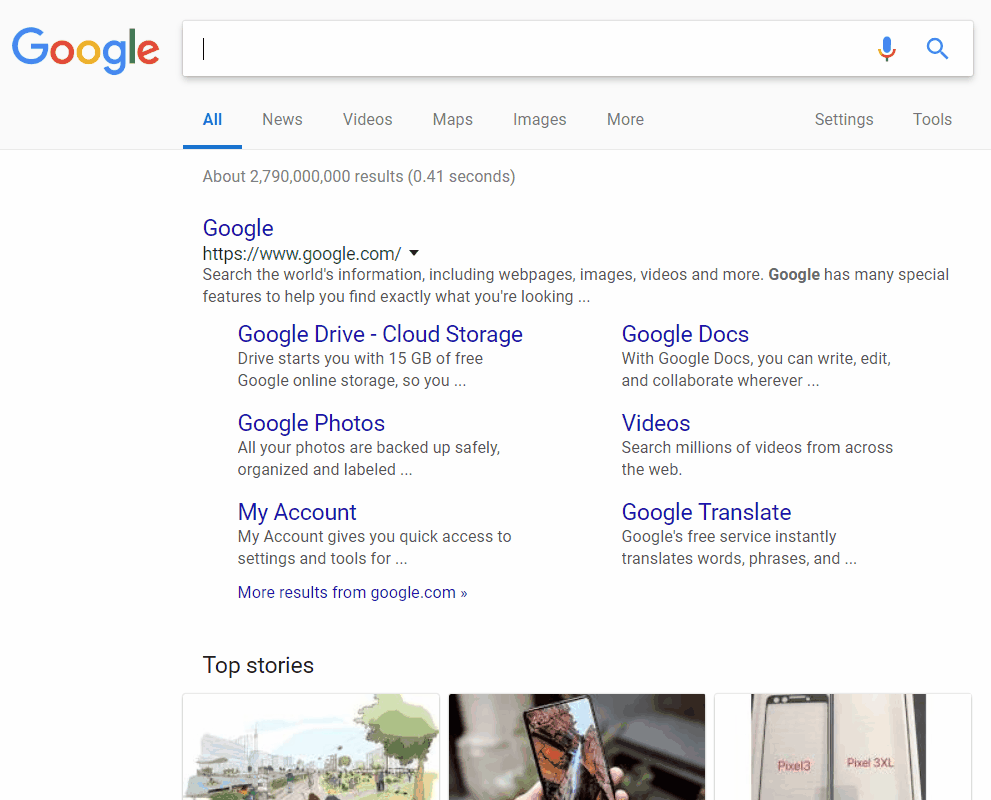 Google
All News Videos Maps Images More Settings Tools
About 2,790,000,000 results (0.41 seconds)
Google
https://www.google.com/
Search the world's information, including webpages, images, videos and more. Google has many special
features to help you find exactly what you're looking ...
Google Drive - Cloud Storage
Drive starts you with 15 GB of free
Google online storage, so you ...
Google Docs
With Google Docs, you can write, edit,
and collaborate wherever ...
Google Photos
All your photos are backed up safely,
organized and labeled ...
Videos
Search millions of videos from across
the web.
My Account
My Account gives you quick access to
settings and tools for ...
Google Translate
Google's free service instantly
translates words, phrases, and ...
More results from google.com »
Top stories
Pixel3
Pixel 3XL